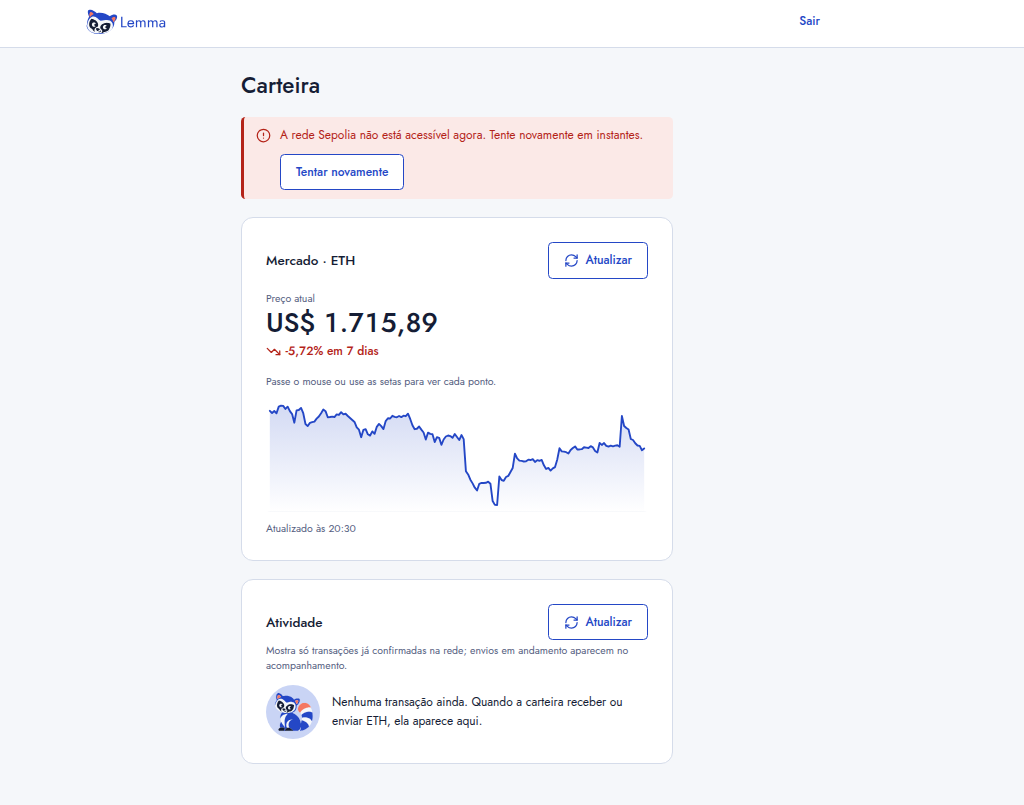 Lemma
Sair
Carteira
A rede Sepolia não está acessível agora. Tente novamente em instantes.
Tentar novamente
Mercado · ETH
Atualizar
Preço atual
US$ 1.715,89
-5,72% em 7 dias
Passe o mouse ou use as setas para ver cada ponto.
Atualizado às 20:30
Atividade
Atualizar
Mostra só transações já confirmadas na rede; envios em andamento aparecem no
acompanhamento.
Nenhuma transação ainda. Quando a carteira receber ou
enviar ETH, ela aparece aqui.